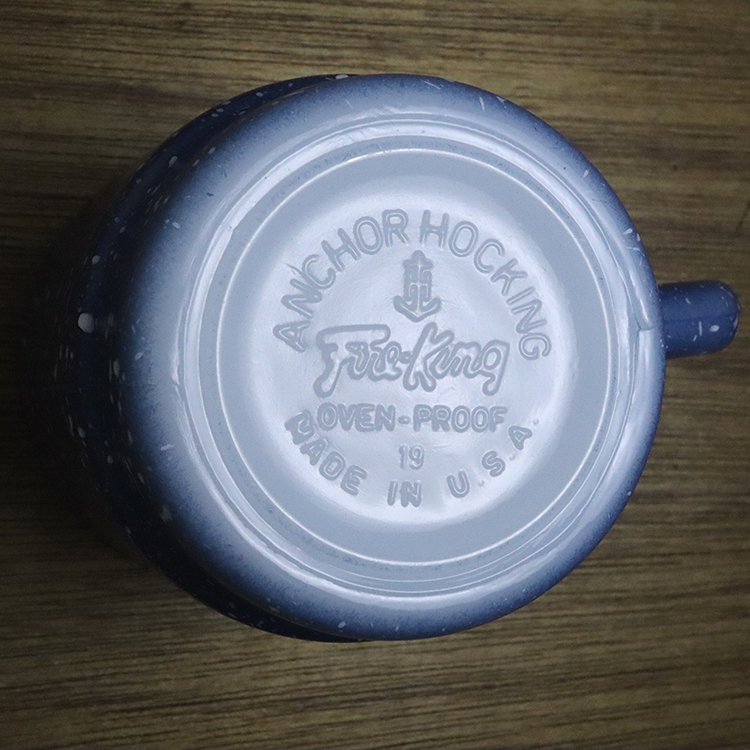 ANCHOR HOCKING
Fire-King
OVEN-PROOF
19
MADE IN U.S.A.